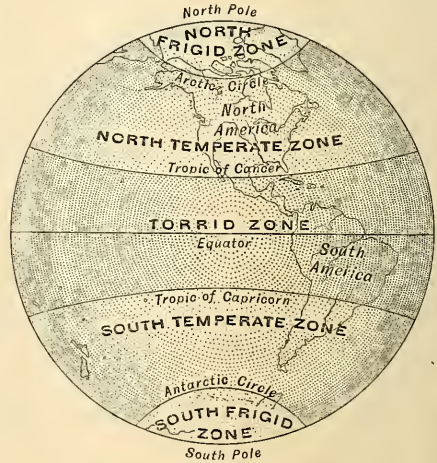 North Pole
NORTH
FRIGID ZONE
Arctic Circle
North
America
NORTH TEMPERATE ZONE
Tropic of Cancer
TORRID ZONE
Equator
South
America
Tropic of Capricorn
SOUTH TEMPERATE ZONE
Antarctic Circle
SOUTH FRIGID
ZONE
South Pole